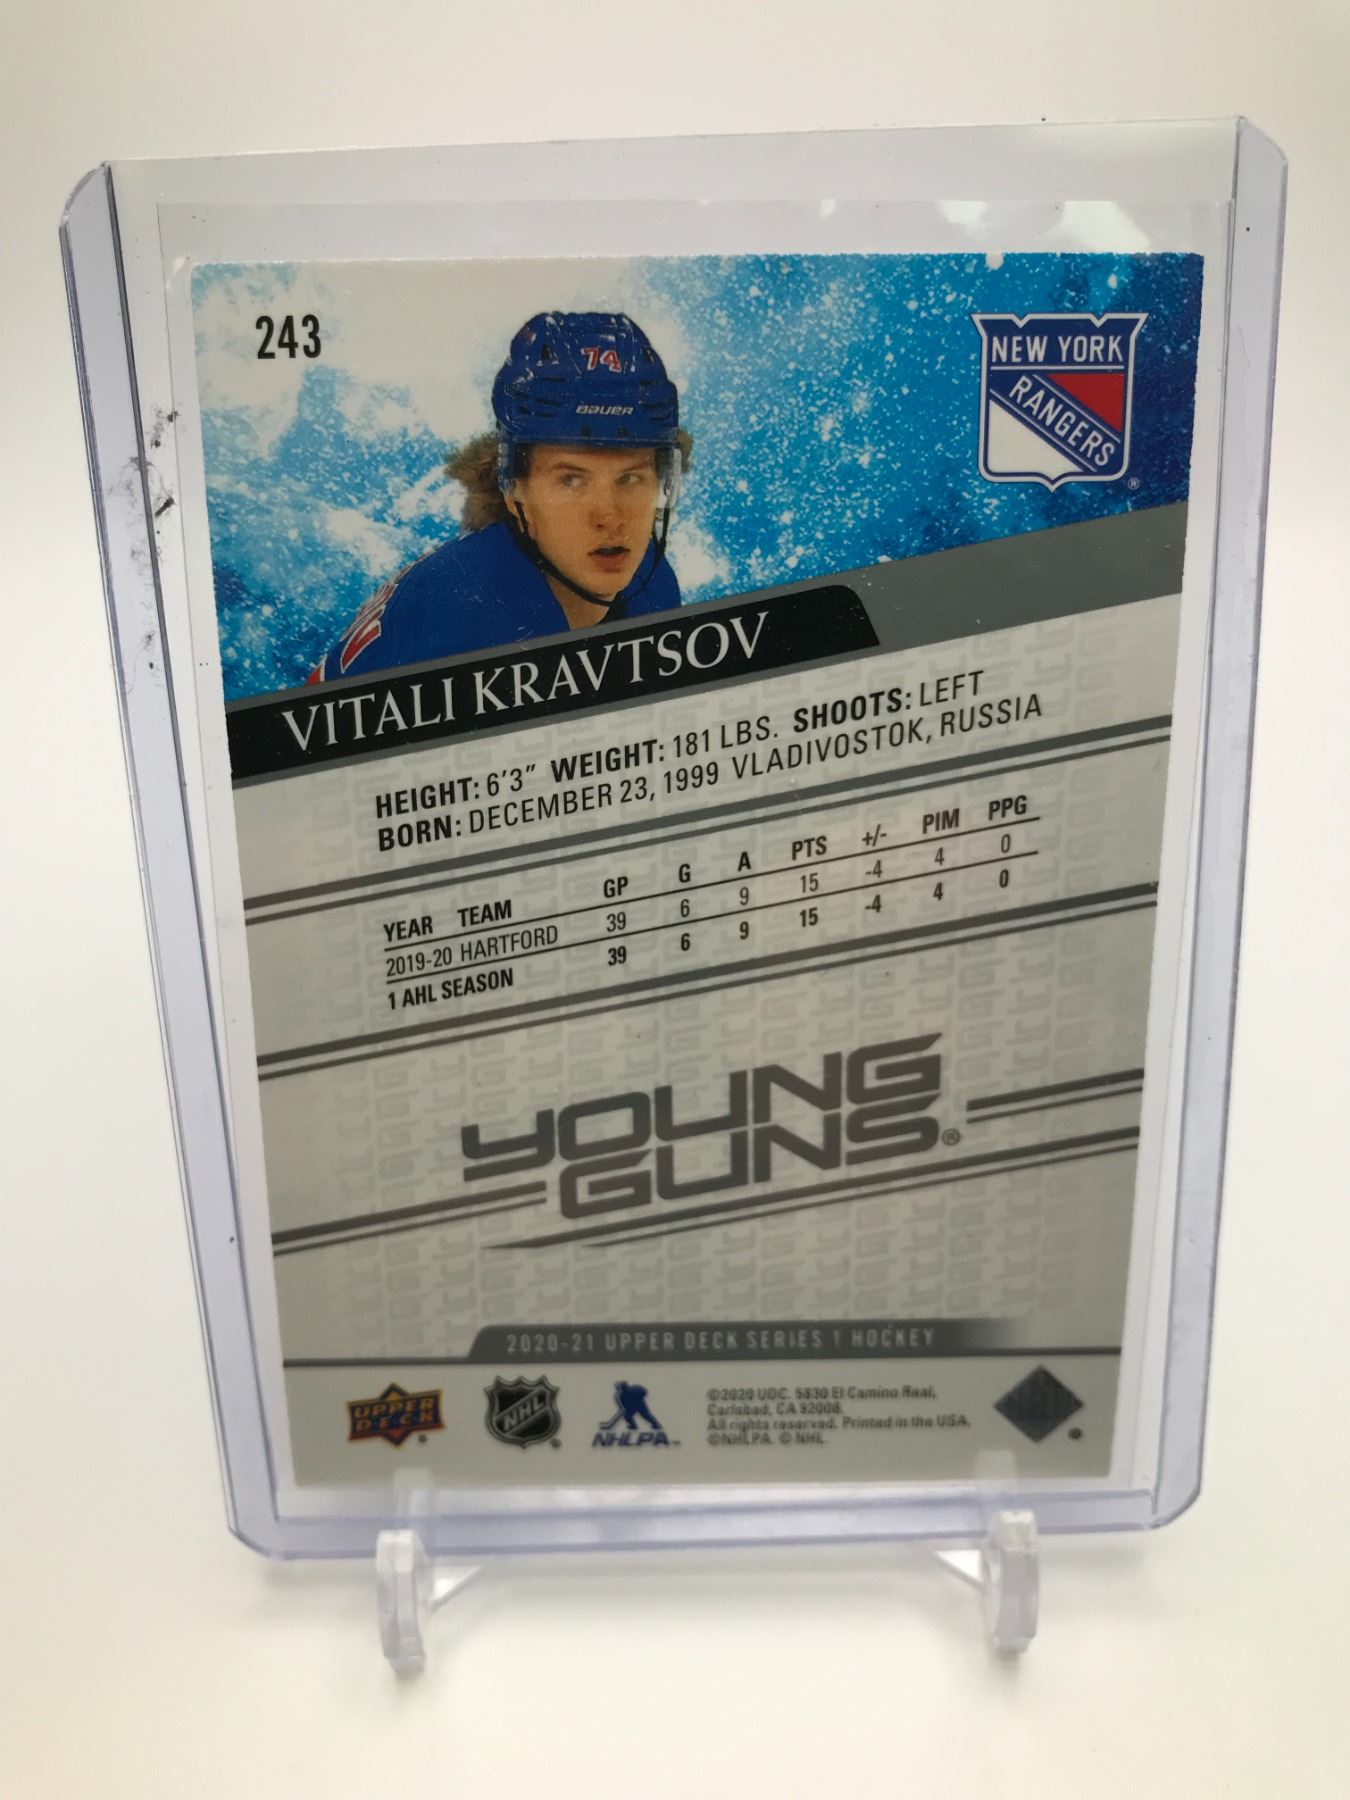 243
74
BAUER
NEW YORK
RANGERS
®
VITALI KRAVTSOV
HEIGHT: 6'3" WEIGHT: 181 LBS. SHOOTS: LEFT
BORN: DECEMBER 23, 1999 VLADIVOSTOK, RUSSIA
YEAR TEAM GP G A PTS +/- PIM PPG
2019-20 HARTFORD 39 6 9 15 -4 4 0
1 AHL SEASON 39 6 9 15 -4 4 0
YOUNG
GUNS®
2020-21 UPPER DECK SERIES 1 HOCKEY
UPPER
DECK
NHL
NHLPA
©2020 UDC. 5830 El Camino Real,
Carlsbad, CA 92008.
All rights reserved. Printed in the USA.
©NHLPA. © NHL.